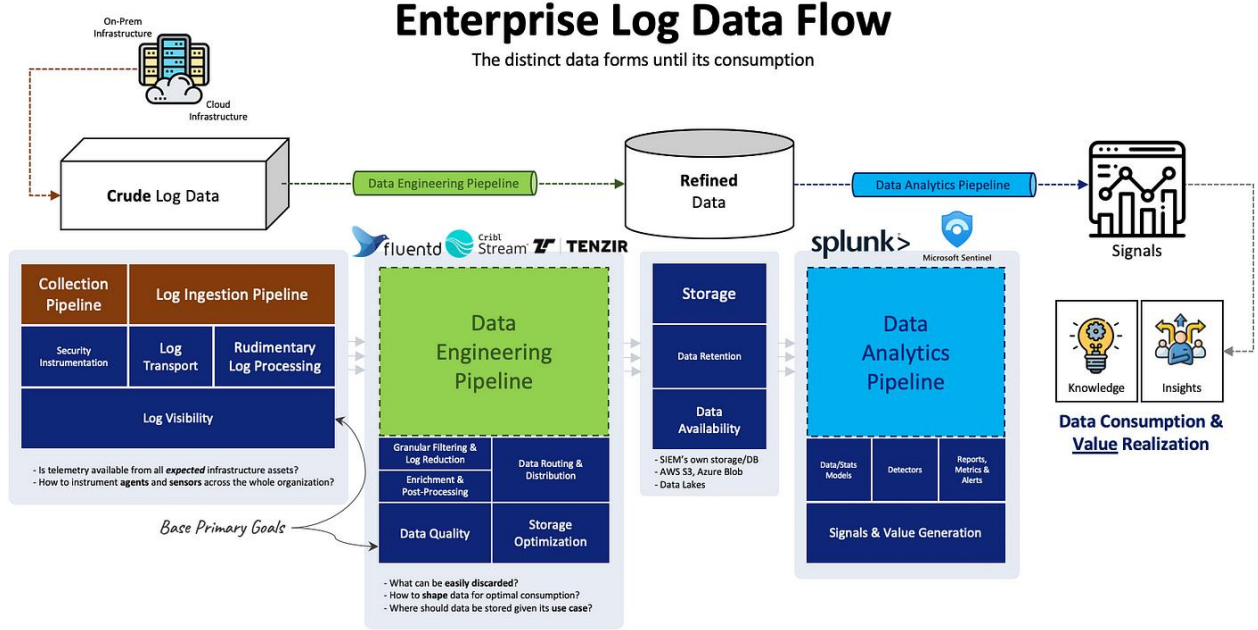 Enterprise Log Data Flow
The distinct data forms until its consumption
On-Prem
Infrastructure
Cloud
Infrastructure
Crude Log Data
Data Engineering Piepeline
Refined
Data
Data Analytics Piepeline
Signals
fluentd
Cribl
Stream
TENZIR
splunk>
Microsoft Sentinel
Collection
Pipeline
Log Ingestion Pipeline
Security
Instrumentation
Log
Transport
Rudimentary
Log Processing
Log Visibility
- Is telemetry available from all expected infrastructure assets?
- How to instrument agents and sensors across the whole organization?
Base Primary Goals
Data
Engineering
Pipeline
Granular Filtering &
Log Reduction
Enrichment &
Post-Processing
Data Routing &
Distribution
Data Quality
Storage
Optimization
- What can be easily discarded?
- How to shape data for optimal consumption?
- Where should data be stored given its use case?
Storage
Data Retention
Data
Availability
- SIEM's own storage/DB
- AWS S3, Azure Blob
- Data Lakes
Data
Analytics
Pipeline
Data/Stats
Models
Detectors
Reports,
Metrics &
Alerts
Signals & Value Generation
Knowledge
Insights
Data Consumption &
Value Realization